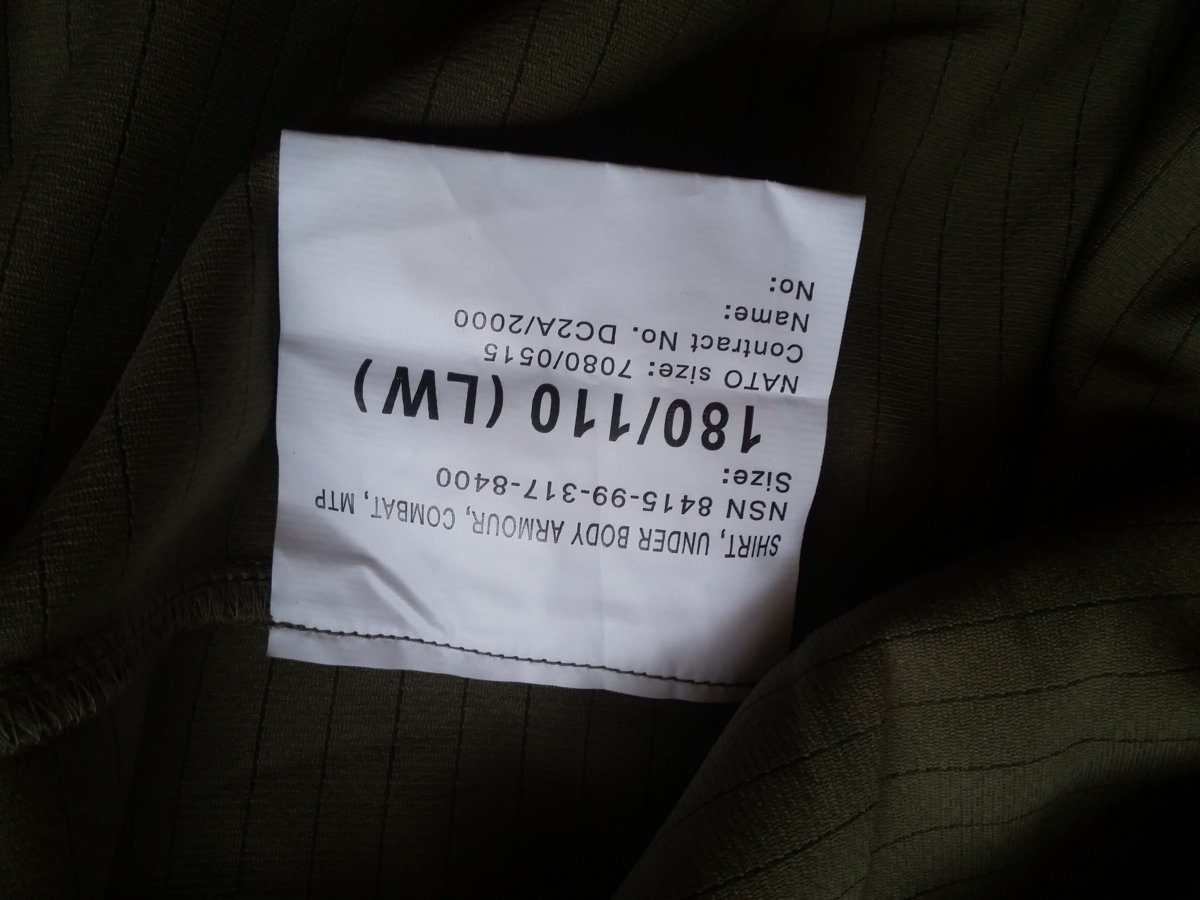 SHIRT, UNDER BODY ARMOUR, COMBAT, MTP
NSN 8415-99-317-8400
Size:
180/110 (LW)
NATO size: 7080/0515
Contract No. DC2A/2000
Name:
No: